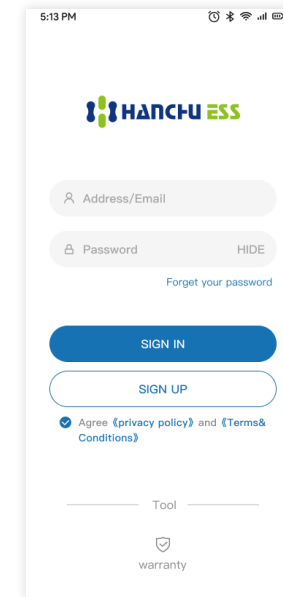 5:13 PM
HANCHU ESS
Address/Email
Password HIDE
Forget your password
SIGN IN
SIGN UP
Agree 《privacy policy》 and 《Terms&
Conditions》
Tool
warranty